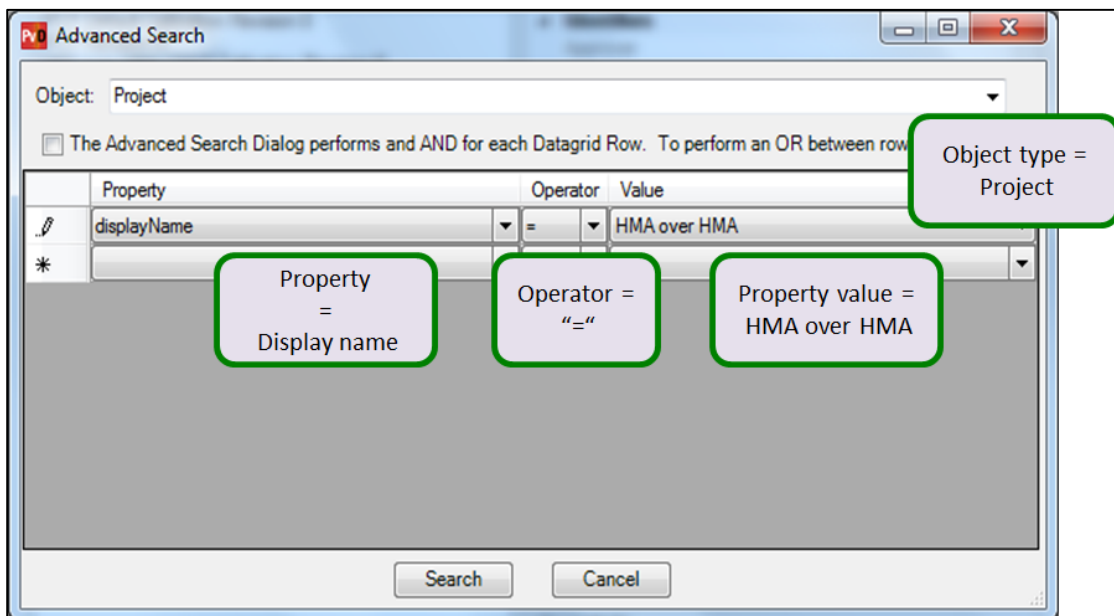 PvD Advanced Search
Object: Project
The Advanced Search Dialog performs and AND for each Datagrid Row. To perform an OR between row
Object type =
Project
Property Operator Value
displayName = HMA over HMA
Property
=
Display name
Operator =
“=“
Property value =
HMA over HMA
Search Cancel